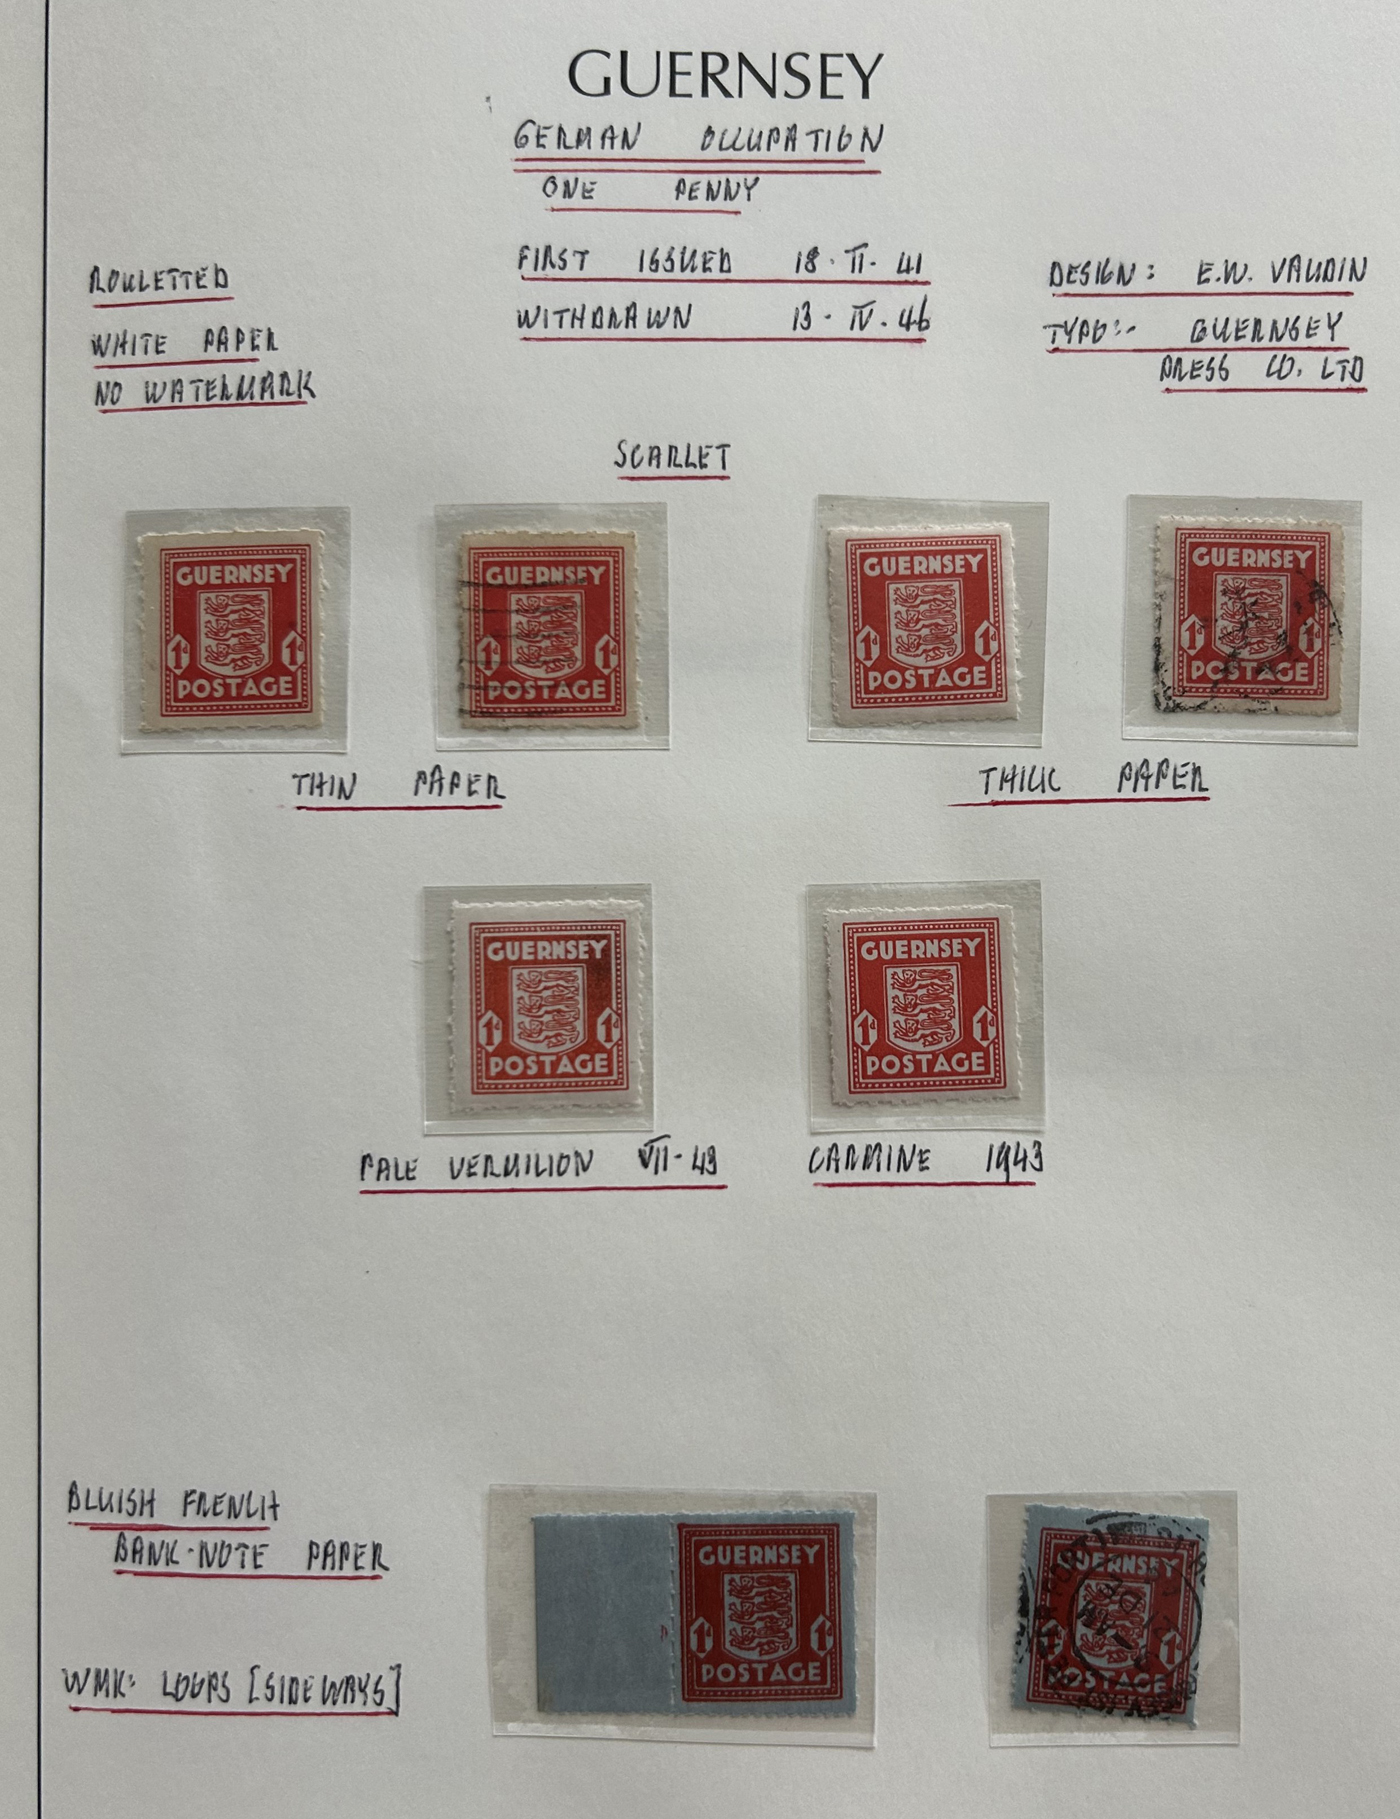 GUERNSEY
GERMAN OCCUPATION
ONE PENNY
FIRST ISSUED 18·II·41
WITHDRAWN 13·IV·46
ROULETTED
WHITE PAPER
NO WATERMARK
DESIGN: E.W. VAUDIN
TYPO:- GUERNSEY
PRESS CO. LTD
SCARLET
GUERNSEY
1d 1d
POSTAGE
GUERNSEY
1d 1d
POSTAGE
GUERNSEY
1d 1d
POSTAGE
GUERNSEY
1d 1d
POSTAGE
THIN PAPER
THICK PAPER
GUERNSEY
1d 1d
POSTAGE
GUERNSEY
1d 1d
POSTAGE
PALE VERMILION VII-43
CARMINE 1943
BLUISH FRENCH
BANK-NOTE PAPER
WMK: LOOPS [SIDEWAYS]
GUERNSEY
1d 1d
POSTAGE
GUERNSEY
1d 1d
POSTAGE